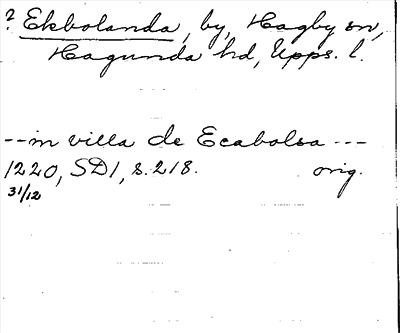 ? Ekbolanda, by, Hagby sn,
Hagunda hd, Upps. l.
--in villa de Ecabolsa ---
1220, SD1, s. 218. orig.
31/12